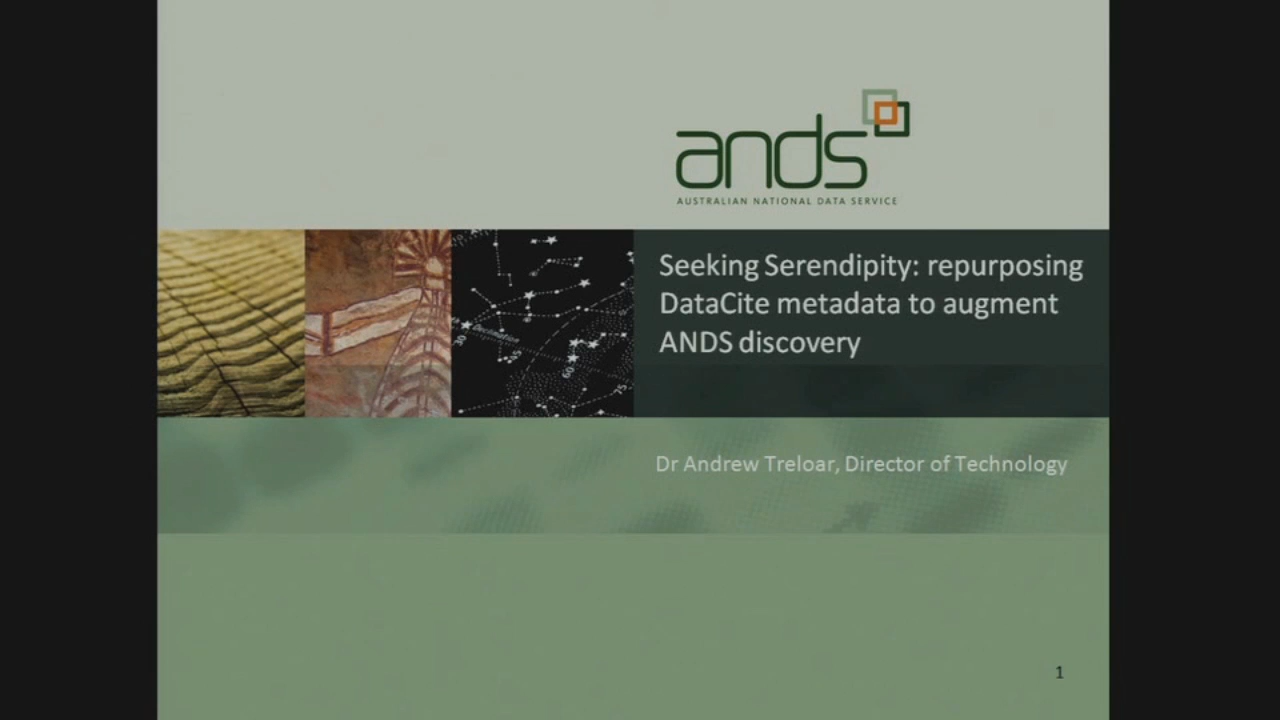 ands
AUSTRALIAN NATIONAL DATA SERVICE
Seeking Serendipity: repurposing
DataCite metadata to augment
ANDS discovery
Dr Andrew Treloar, Director of Technology
1